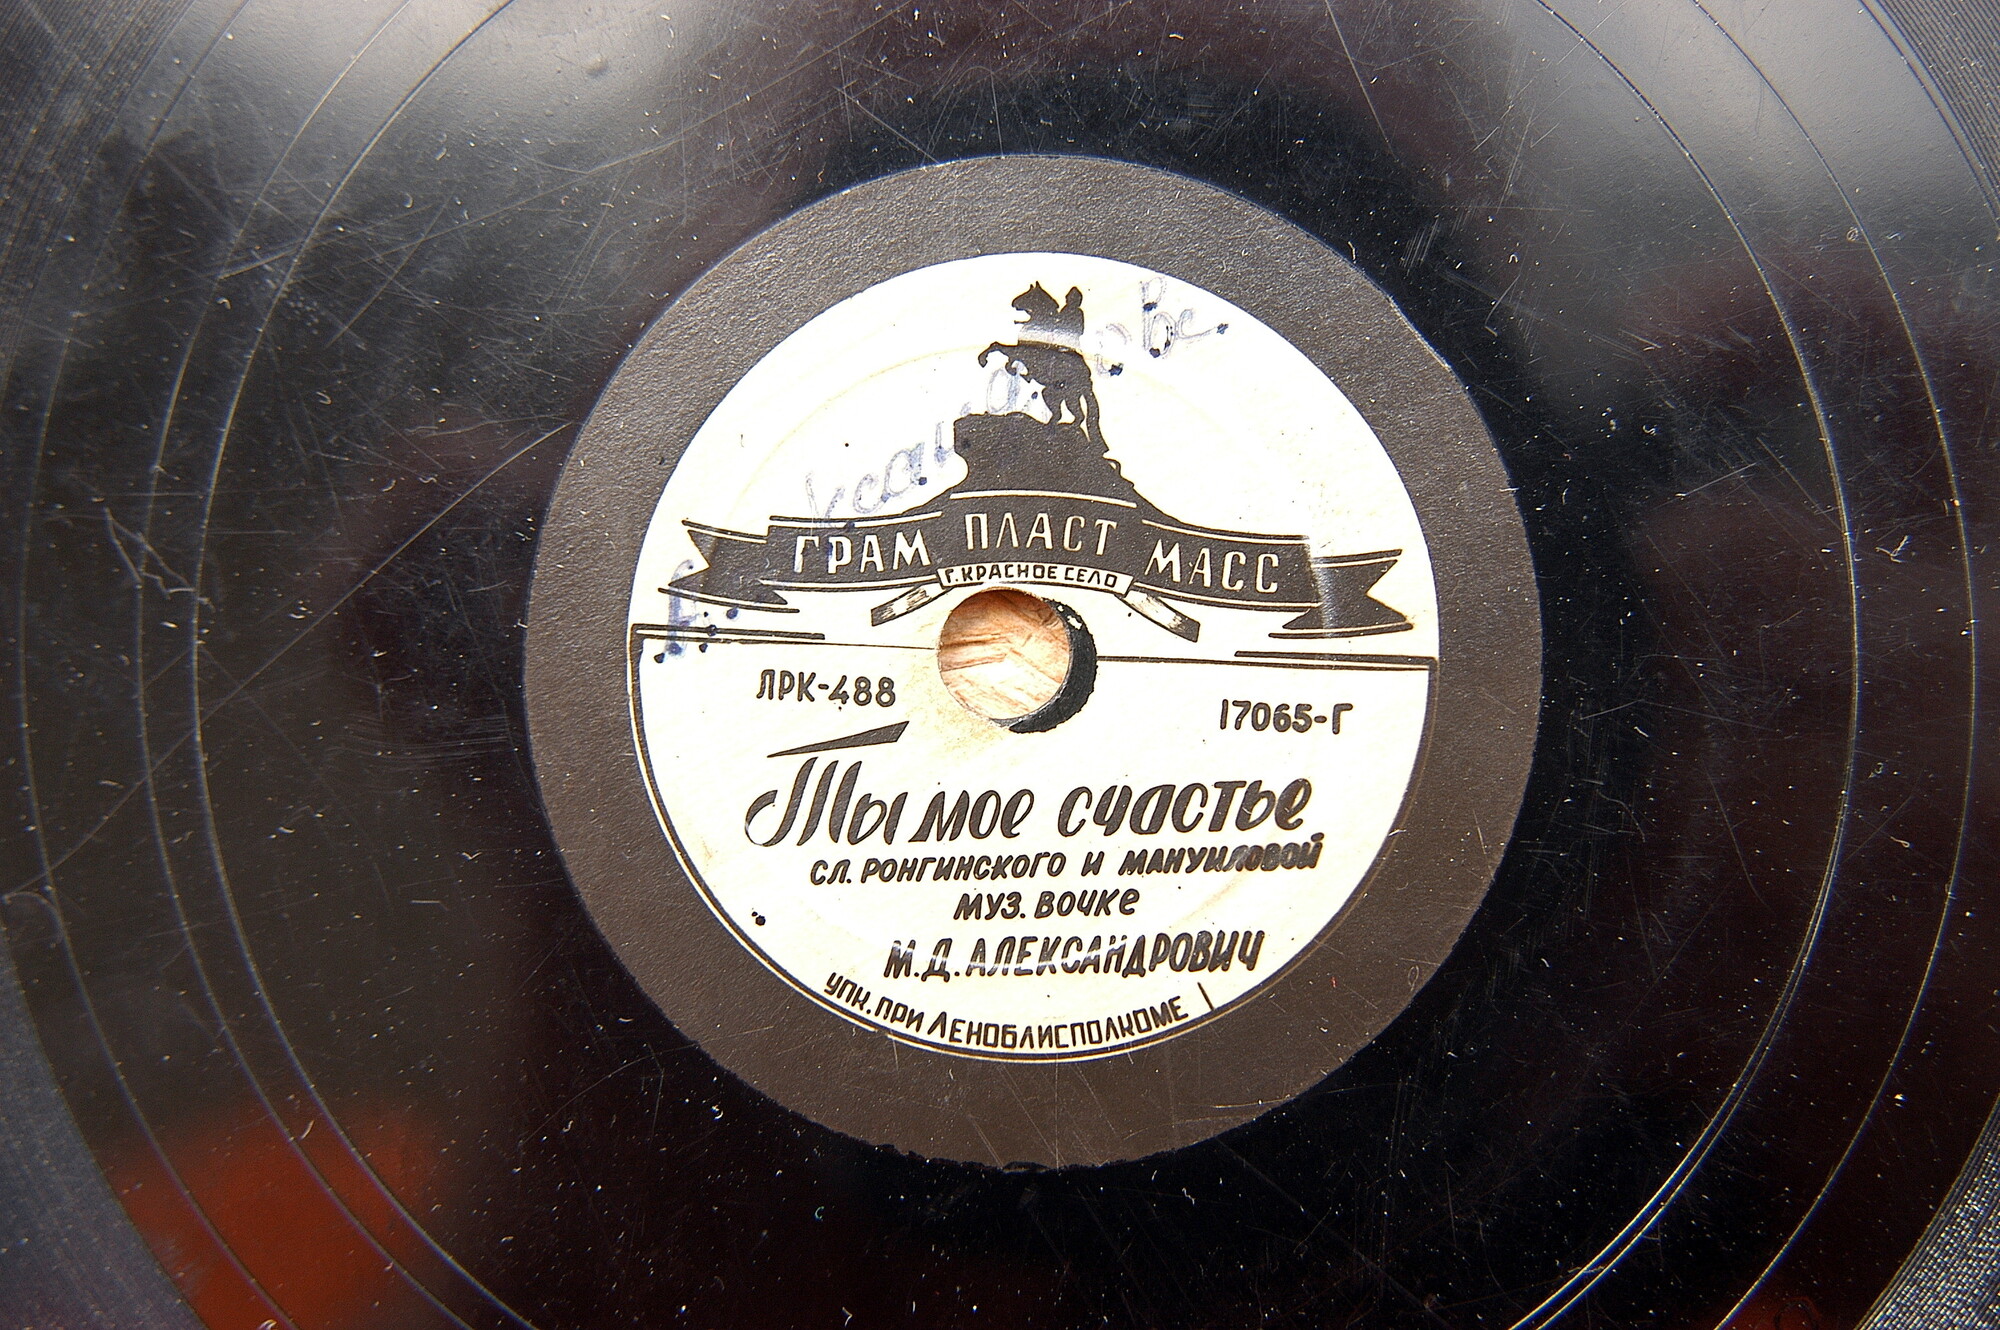 ГРАМ ПЛАСТ МАСС
Г. КРАСНОЕ СЕЛО
ЛРК-488
17065-Г
Ты мое счастье
СЛ. РОНГИНСКОГО И МАНУИЛОВОЙ
МУЗ. ВОЧКЕ
М.Д. АЛЕКСАНДРОВИЧ
УПК. ПРИ ЛЕНОБЛИСПОЛКОМЕ